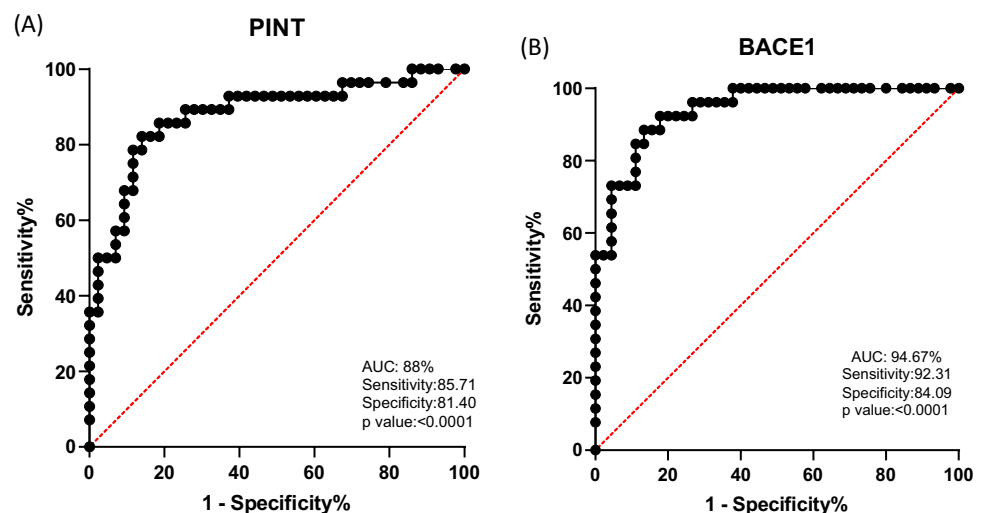 (A)
PINT
100
80
60
40
20
0
Sensitivity%
AUC: 88%
Sensitivity:85.71
Specificity:81.40
p value:<0.0001
0 20 40 60 80 100
1 - Specificity%
(B)
BACE1
100
80
60
40
20
0
Sensitivity%
AUC: 94.67%
Sensitivity:92.31
Specificity:84.09
p value:<0.0001
0 20 40 60 80 100
1 - Specificity%